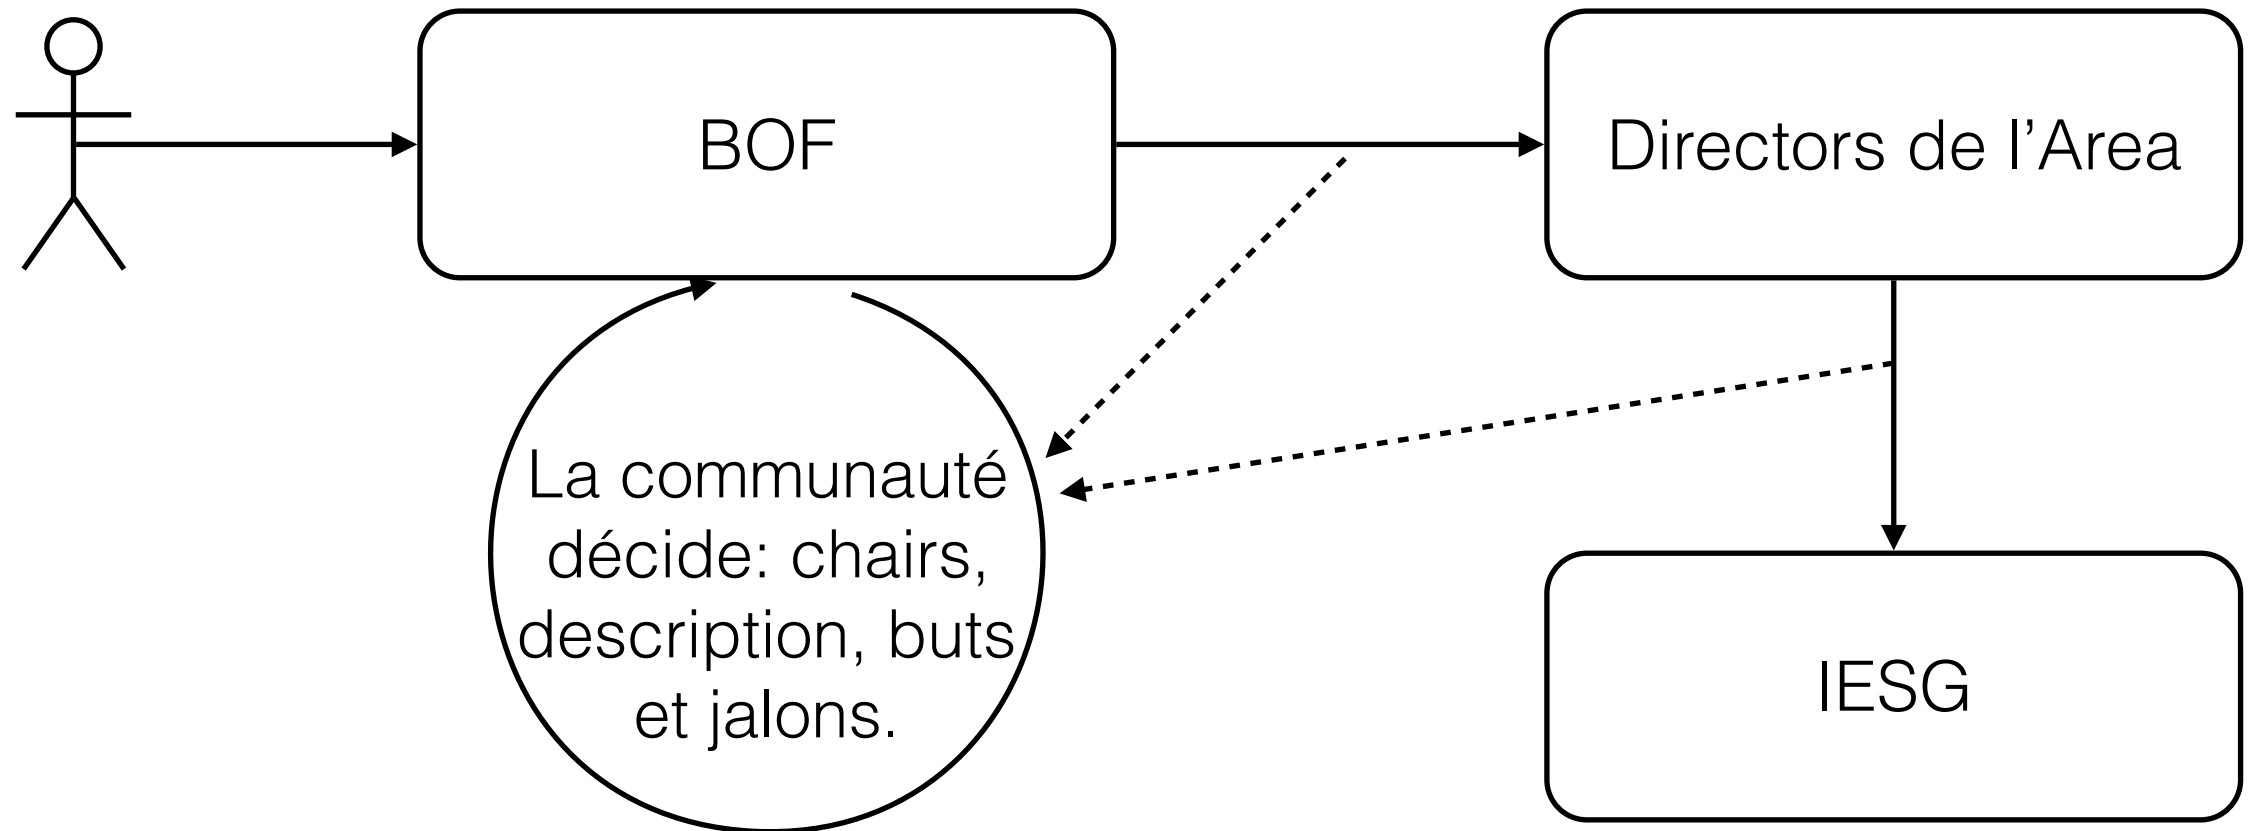 BOF
Directors de l’Area
La communauté
décide: chairs,
description, buts
et jalons.
IESG